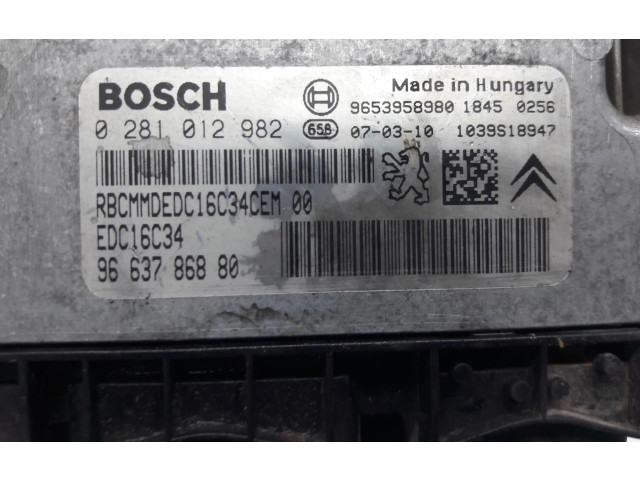 BOSCH
Made in Hungary
9653958980 1845 0256
0 281 012 982 658 07-03-10 1039S18947
RBCMMDEDC16C34CEM 00
EDC16C34
96 637 868 80